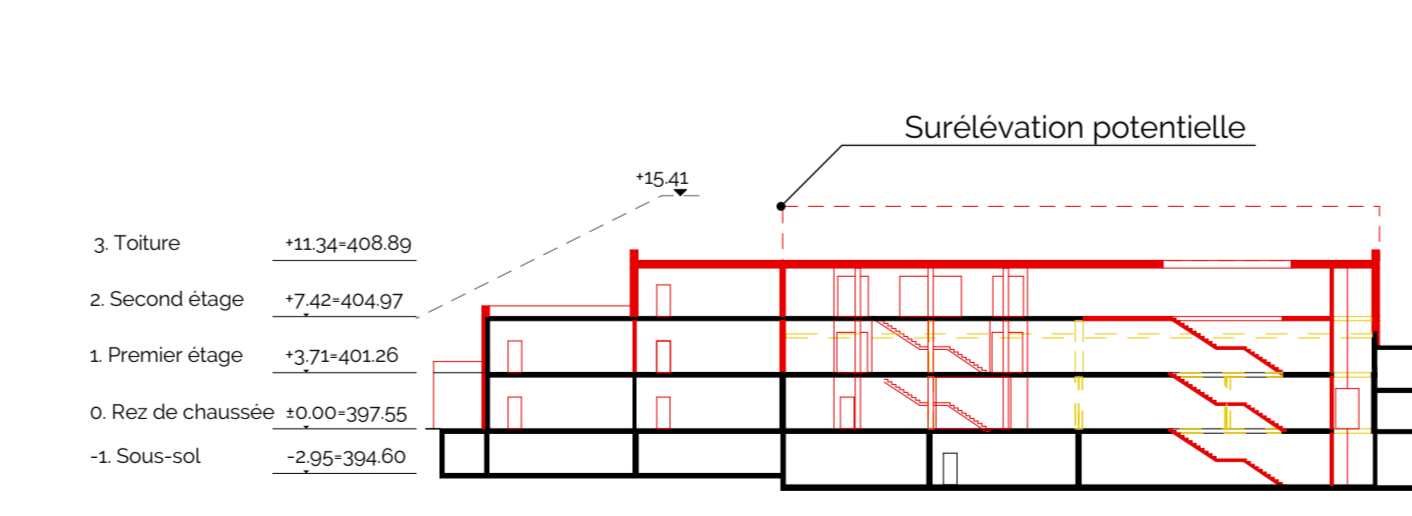 Surélévation potentielle
+15.41
3. Toiture +11.34=408.89
2. Second étage +7.42=404.97
1. Premier étage +3.71=401.26
0. Rez de chaussée ±0.00=397.55
-1. Sous-sol -2.95=394.60